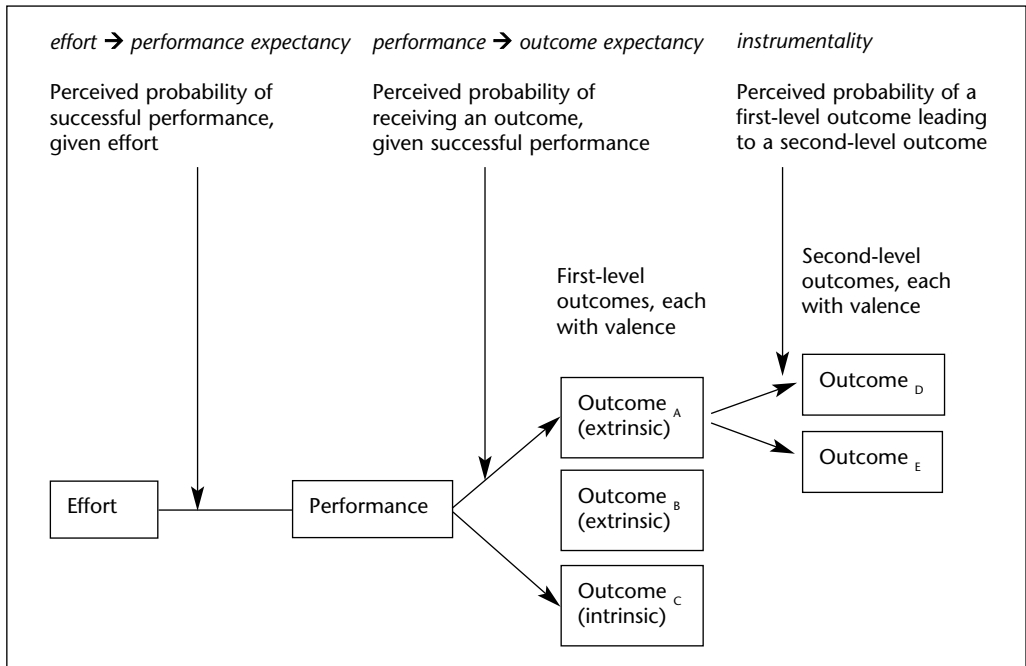 effort → performance expectancy
Perceived probability of
successful performance,
given effort
performance → outcome expectancy
Perceived probability of
receiving an outcome,
given successful performance
instrumentality
Perceived probability of a
first-level outcome leading
to a second-level outcome
First-level
outcomes, each
with valence
Second-level
outcomes, each
with valence
Effort
Performance
Outcome A
(extrinsic)
Outcome B
(extrinsic)
Outcome C
(intrinsic)
Outcome D
Outcome E